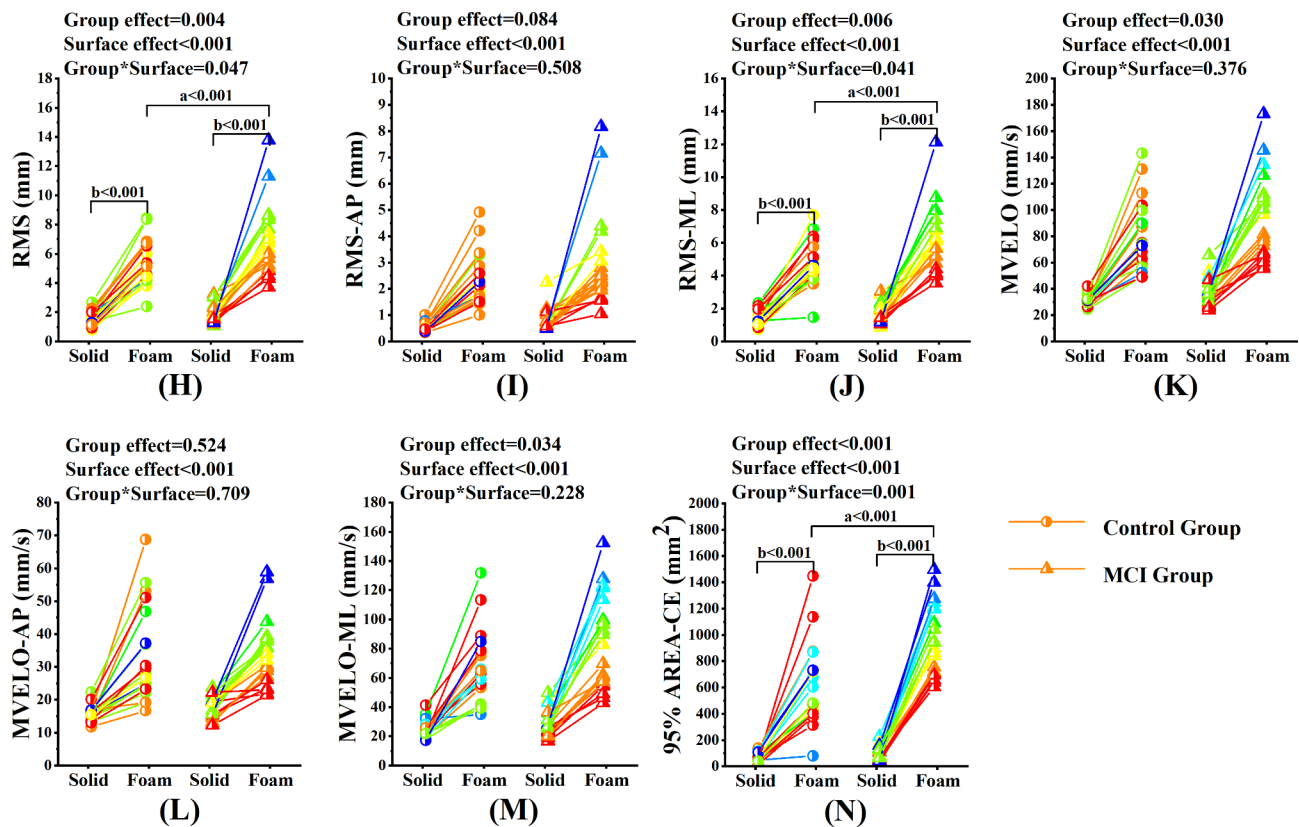 Group effect=0.004
Surface effect<0.001
Group*Surface=0.047
a<0.001
b<0.001
b<0.001
RMS (mm)
18
16
14
12
10
8
6
4
2
0
Solid Foam Solid Foam
(H)
Group effect=0.084
Surface effect<0.001
Group*Surface=0.508
RMS-AP (mm)
10
9
8
7
6
5
4
3
2
1
0
Solid Foam Solid Foam
(I)
Group effect=0.006
Surface effect<0.001
Group*Surface=0.041
a<0.001
b<0.001
b<0.001
RMS-ML (mm)
16
14
12
10
8
6
4
2
0
Solid Foam Solid Foam
(J)
Group effect=0.030
Surface effect<0.001
Group*Surface=0.376
MVELO (mm/s)
200
180
160
140
120
100
80
60
40
20
0
Solid Foam Solid Foam
(K)
Group effect=0.524
Surface effect<0.001
Group*Surface=0.709
MVELO-AP (mm/s)
80
70
60
50
40
30
20
10
0
Solid Foam Solid Foam
(L)
Group effect=0.034
Surface effect<0.001
Group*Surface=0.228
MVELO-ML (mm/s)
180
160
140
120
100
80
60
40
20
0
Solid Foam Solid Foam
(M)
Group effect<0.001
Surface effect<0.001
Group*Surface=0.001
a<0.001
b<0.001
b<0.001
95% AREA-CE (mm²)
2000
1800
1600
1400
1200
1000
800
600
400
200
0
Solid Foam Solid Foam
(N)
Control Group
MCI Group